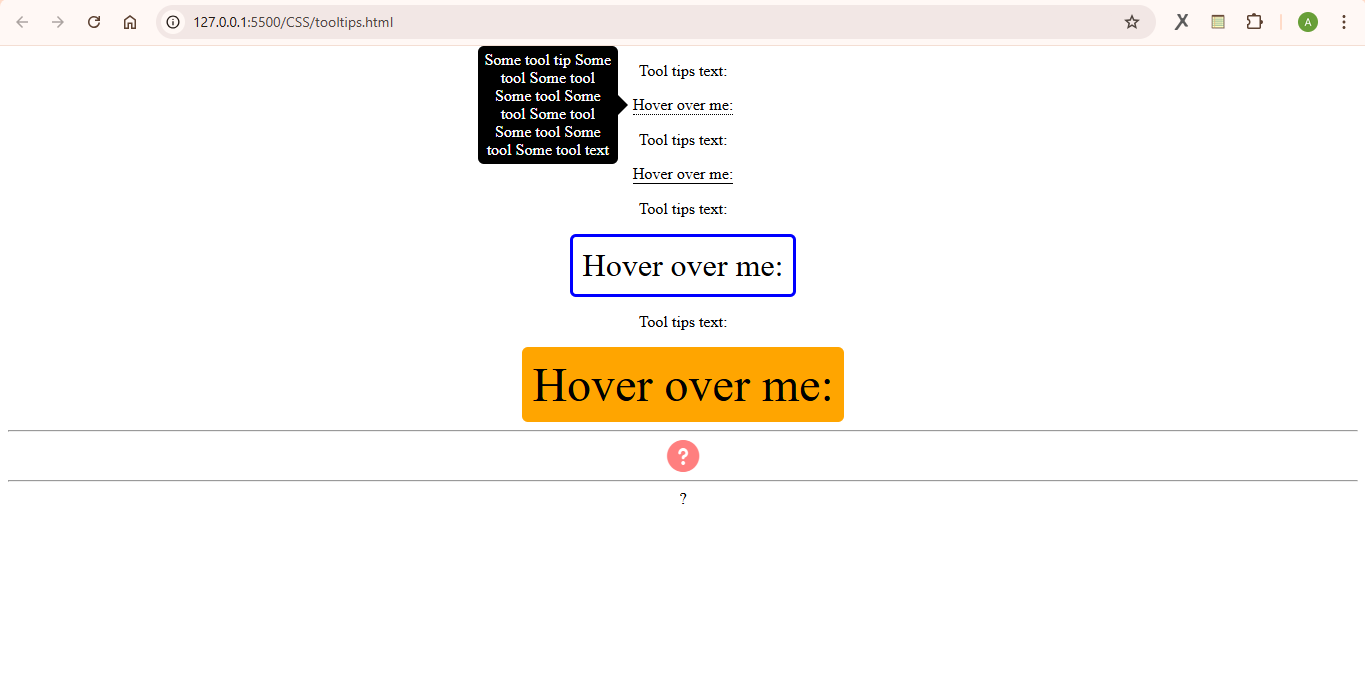 127.0.0.1:5500/CSS/tooltips.html
A
Some tool tip Some
tool Some tool
Some tool Some
tool Some tool
Some tool Some
tool Some tool text
Tool tips text:
Hover over me:
Tool tips text:
Hover over me:
Tool tips text:
Hover over me:
Tool tips text:
Hover over me:
?
?